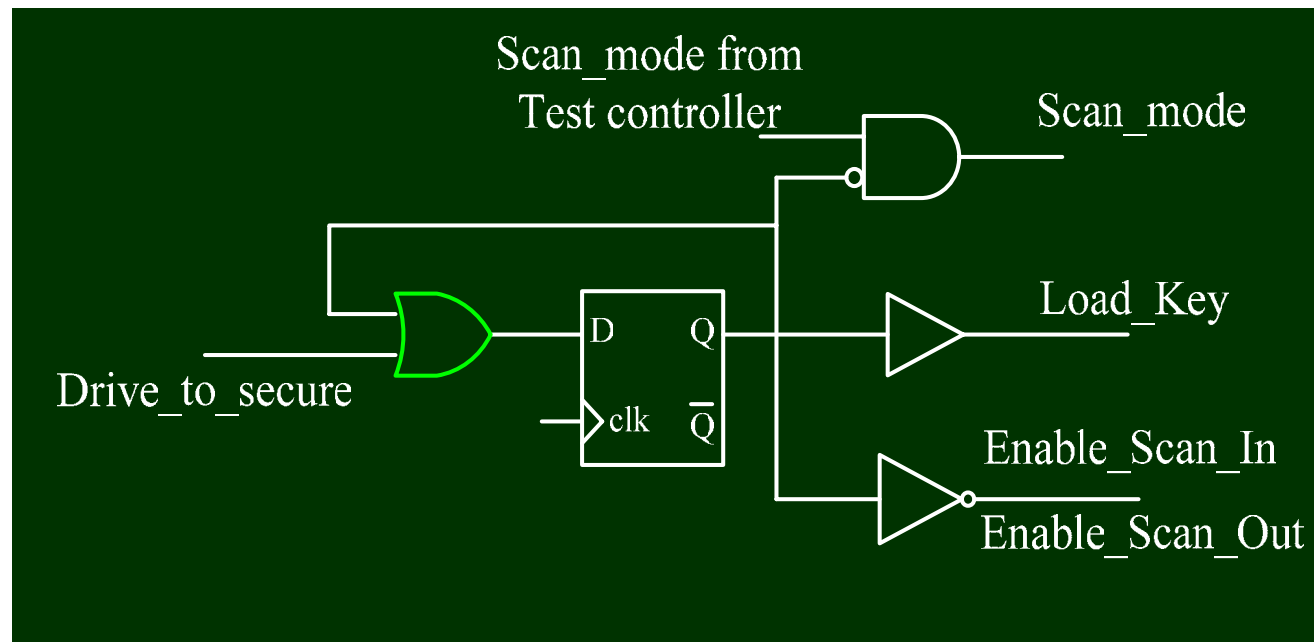 Scan_mode from
Test controller
Scan_mode
Load_Key
D
Q
Drive_to_secure
clk
Q̅
Enable_Scan_In
Enable_Scan_Out